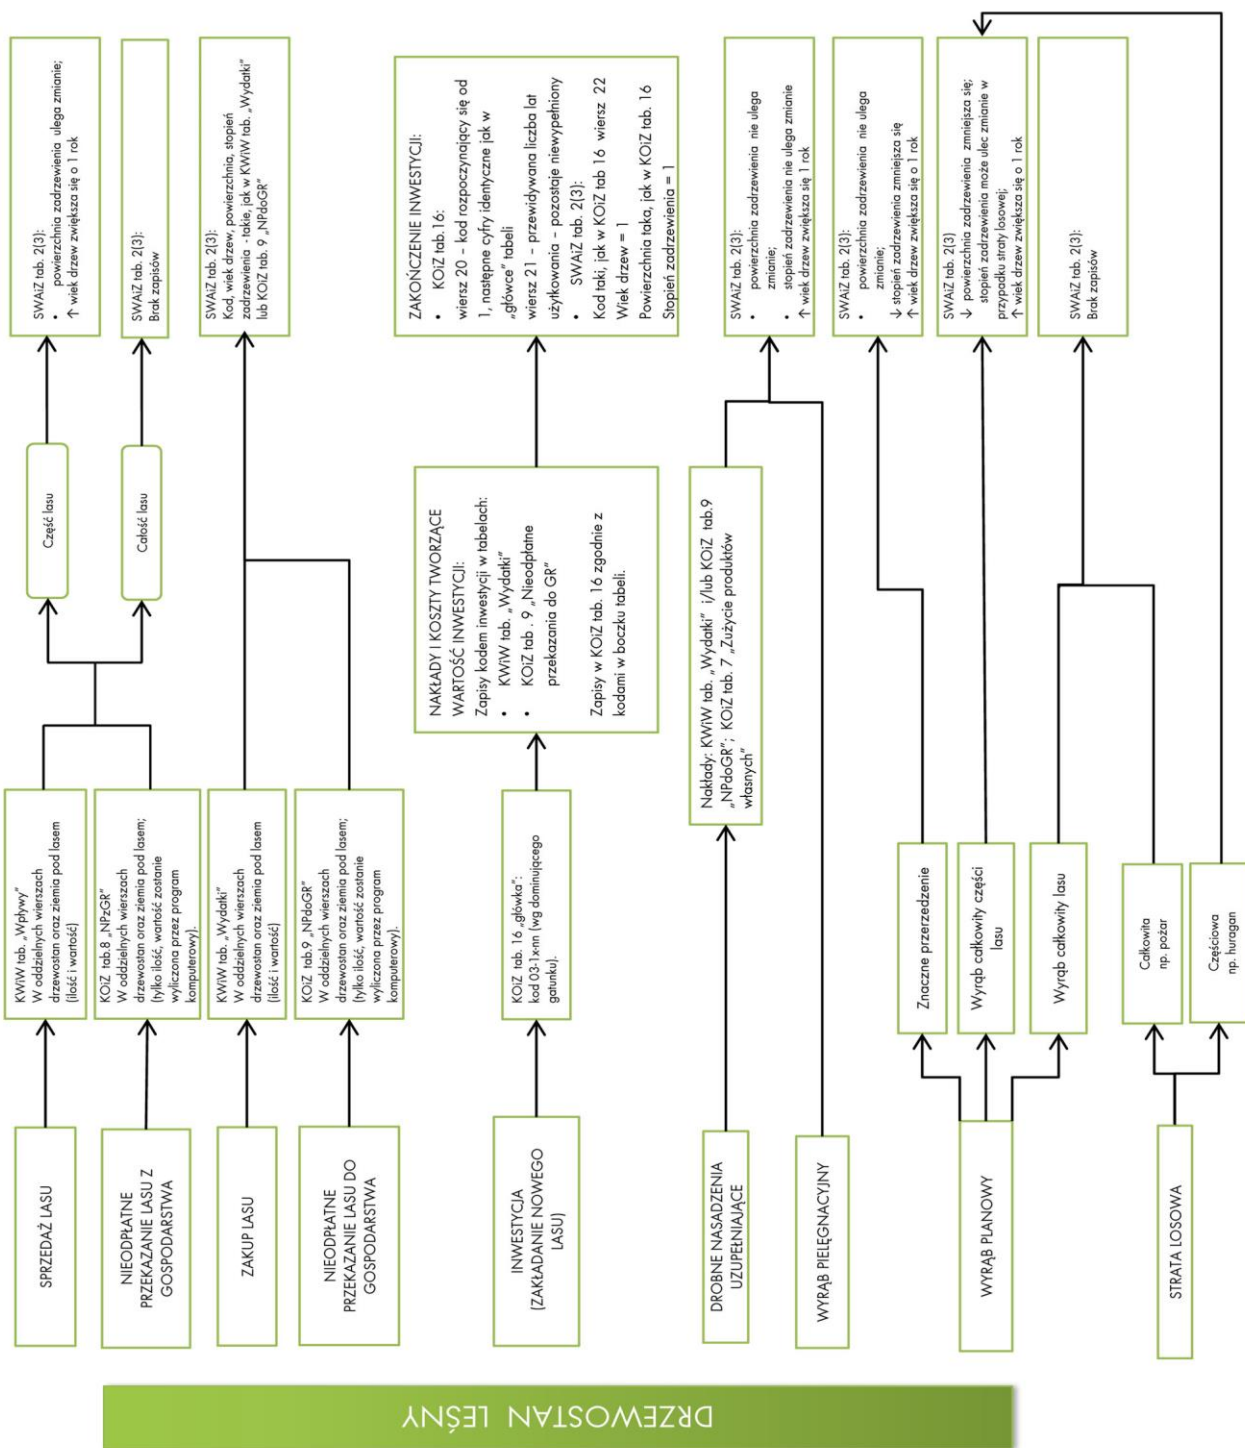 DRZEWOSTAN LEŚNY
SPRZEDAŻ LASU
KWiW tab. „Wpływy”
W oddzielnych wierszach
drzewostan oraz ziemia pod lasem
(ilość i wartość)
NIEODPŁATNE
PRZEKAZANIE LASU Z
GOSPODARSTWA
KOiZ tab.8 „NPzGR”
W oddzielnych wierszach
drzewostan oraz ziemia pod lasem;
(tylko ilość, wartość zostanie
wyliczona przez program
komputerowy).
Część lasu
SWAiZ tab. 2(3):
• powierzchnia zadrzewienia ulega zmianie;
↑ wiek drzew zwiększa się o 1 rok
Całość lasu
SWAiZ tab. 2(3):
Brak zapisów
ZAKUP LASU
KWiW tab. „Wydatki”
W oddzielnych wierszach
drzewostan oraz ziemia pod lasem
(ilość i wartość)
NIEODPŁATNE
PRZEKAZANIE LASU DO
GOSPODARSTWA
KOiZ tab.9 „NPdoGR”
W oddzielnych wierszach
drzewostan oraz ziemia pod lasem;
(tylko ilość, wartość zostanie
wyliczona przez program
komputerowy).
SWAiZ tab. 2(3):
Kod, wiek drzew, powierzchnia, stopień
zadrzewienia - takie, jak w KWiW tab. „Wydatki”
lub KOiZ tab. 9 „NPdoGR”
INWESTYCJA
(ZAKŁADANIE NOWEGO
LASU)
KOiZ tab. 16 „główka”:
kod 03-1x-nn (wg dominującego
gatunku).
NAKŁADY I KOSZTY TWORZĄCE
WARTOŚĆ INWESTYCJI:
Zapisy kodem inwestycji w tabelach:
• KWiW tab. „Wydatki”
• KOiZ tab . 9 „Nieodpłatne
przekazania do GR”
Zapisy w KOiZ tab. 16 zgodnie z
kodami w boczku tabeli.
ZAKOŃCZENIE INWESTYCJI:
• KOiZ tab.16:
wiersz 20 - kod rozpoczynający się od
1, następne cyfry identyczne jak w
„główce” tabeli
wiersz 21 - przewidywana liczba lat
użytkowania - pozostaje niewypełniony
• SWAiZ tab. 2(3):
Kod taki, jak w KOiZ tab 16 wiersz 22
Wiek drzew = 1
Powierzchnia taka, jak w KOiZ tab. 16
Stopień zadrzewienia = 1
DROBNE NASADZENIA
UZUPEŁNIAJĄCE
Nakłady: KWiW tab. „Wydatki” i/lub KOiZ tab.9
„NPdoGR”; KOiZ tab. 7 „Zużycie produktów
własnych”
WYRĄB PIELĘGNACYJNY
SWAiZ tab. 2(3):
• powierzchnia zadrzewienia nie ulega
zmianie;
• stopień zadrzewienia nie ulega zmianie
↑ wiek drzew zwiększa się 1 rok
WYRĄB PLANOWY
Znaczne przerzedzenie
SWAiZ tab. 2(3):
• powierzchnia zadrzewienia nie ulega
zmianie;
↓ stopień zadrzewienia zmniejsza się
↑ wiek drzew zwiększa się o 1 rok
Wyrąb całkowity części
lasu
SWAiZ tab. 2(3)
↓ powierzchnia zadrzewienia zmniejsza się;
stopień zadrzewienia może ulec zmianie w
przypadku straty losowej;
↑ wiek drzew zwiększa się o 1 rok
Wyrąb całkowity lasu
SWAiZ tab. 2(3):
Brak zapisów
STRATA LOSOWA
Całkowita
np. pożar
Częściowa
np. huragan